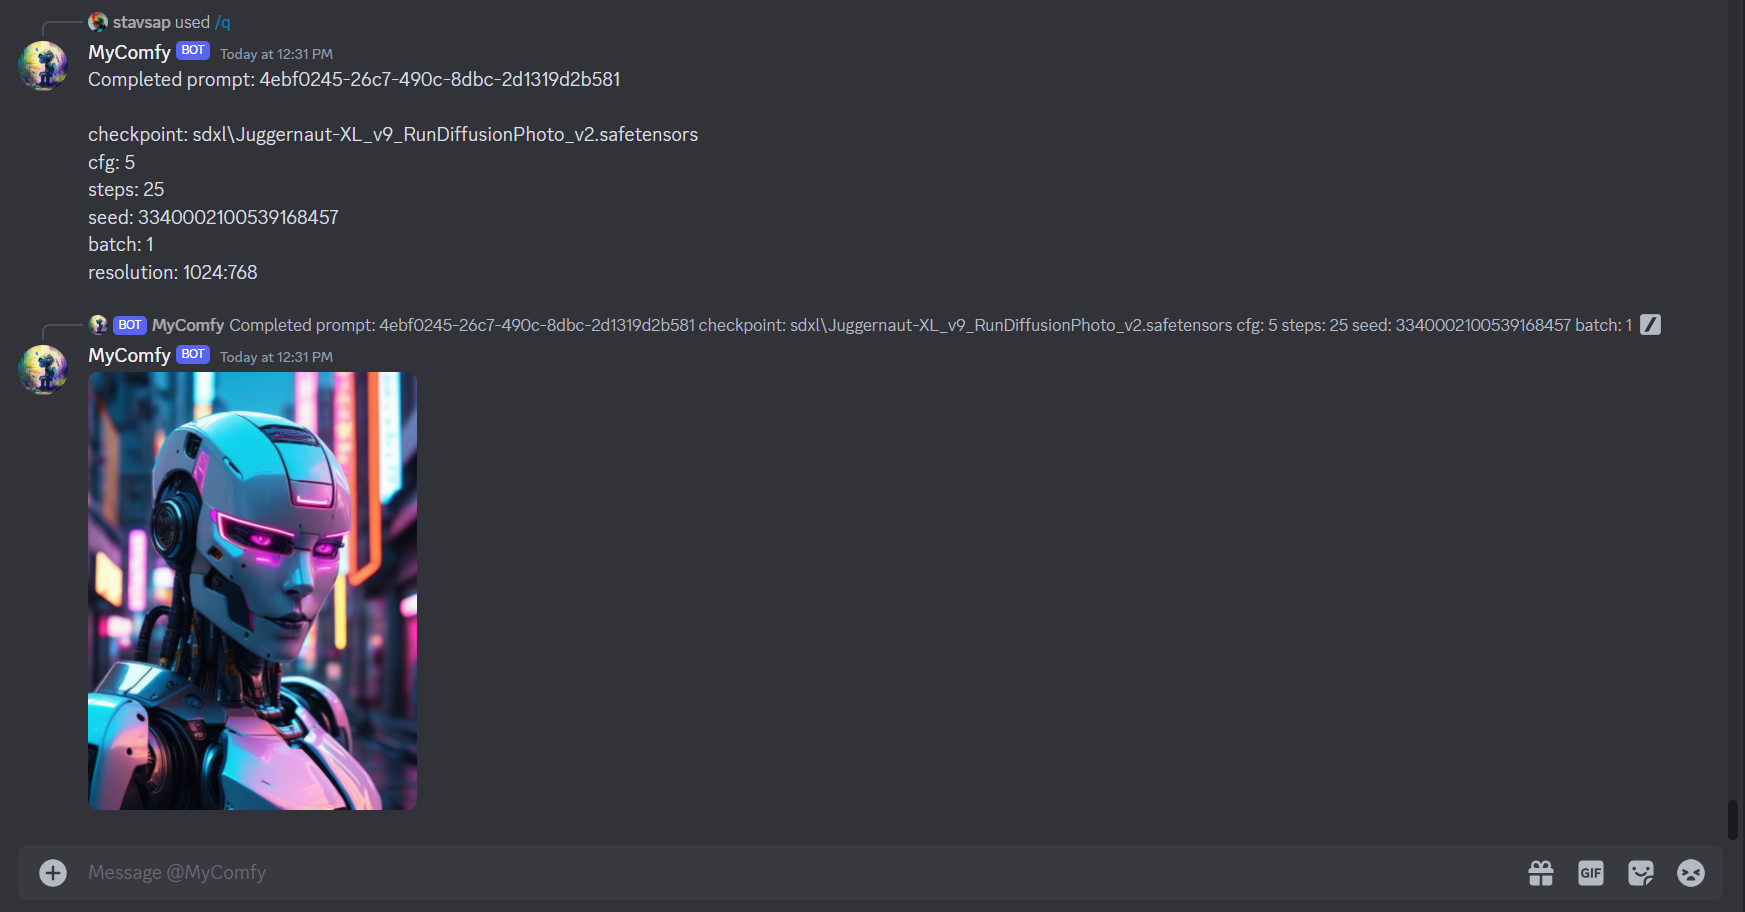 stavsap used /q
MyComfy BOT Today at 12:31 PM
Completed prompt: 4ebf0245-26c7-490c-8dbc-2d1319d2b581
checkpoint: sdxl\Juggernaut-XL_v9_RunDiffusionPhoto_v2.safetensors
cfg: 5
steps: 25
seed: 3340002100539168457
batch: 1
resolution: 1024:768
BOT MyComfy Completed prompt: 4ebf0245-26c7-490c-8dbc-2d1319d2b581 checkpoint: sdxl\Juggernaut-XL_v9_RunDiffusionPhoto_v2.safetensors cfg: 5 steps: 25 seed: 3340002100539168457 batch: 1
MyComfy BOT Today at 12:31 PM
Message @MyComfy
GIF